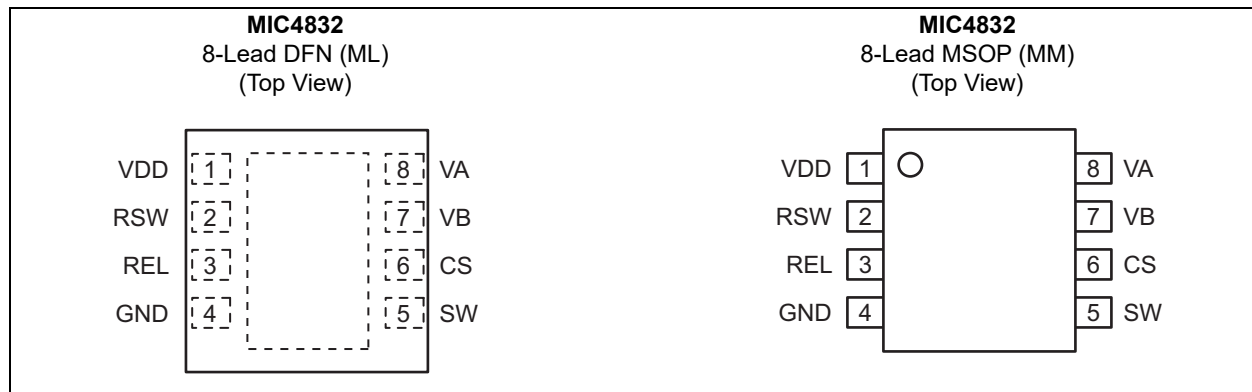 MIC4832
8-Lead DFN (ML)
(Top View)
VDD 1 8 VA
RSW 2 7 VB
REL 3 6 CS
GND 4 5 SW
MIC4832
8-Lead MSOP (MM)
(Top View)
VDD 1 8 VA
RSW 2 7 VB
REL 3 6 CS
GND 4 5 SW